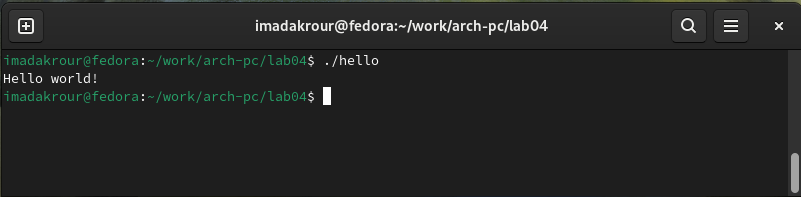 imadakrour@fedora:~/work/arch-pc/lab04
imadakrour@fedora:~/work/arch-pc/lab04$ ./hello
Hello world!
imadakrour@fedora:~/work/arch-pc/lab04$